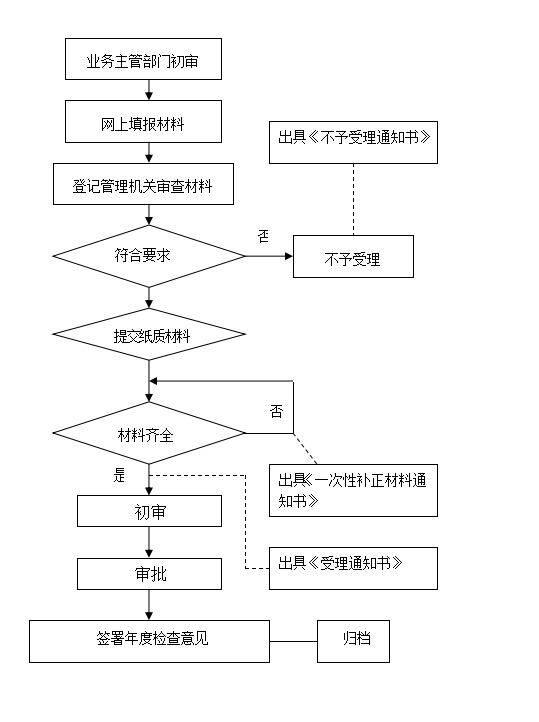 业务主管部门初审
网上填报材料
出具《不予受理通知书》
登记管理机关审查材料
否
符合要求
不予受理
提交纸质材料
否
材料齐全
是
出具《一次性补正材料通
知书》
初审
出具《受理通知书》
审批
签署年度检查意见
归档